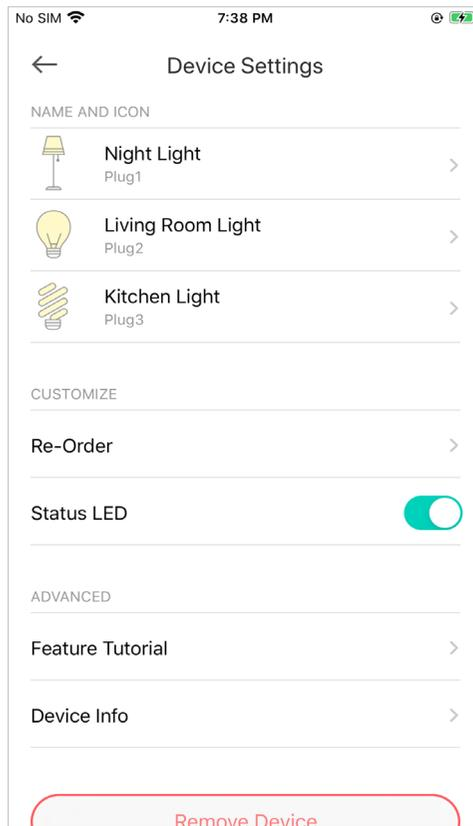 No SIM 7:38 PM
Device Settings
NAME AND ICON
Night Light
Plug1
Living Room Light
Plug2
Kitchen Light
Plug3
CUSTOMIZE
Re-Order
Status LED
ADVANCED
Feature Tutorial
Device Info
Remove Device